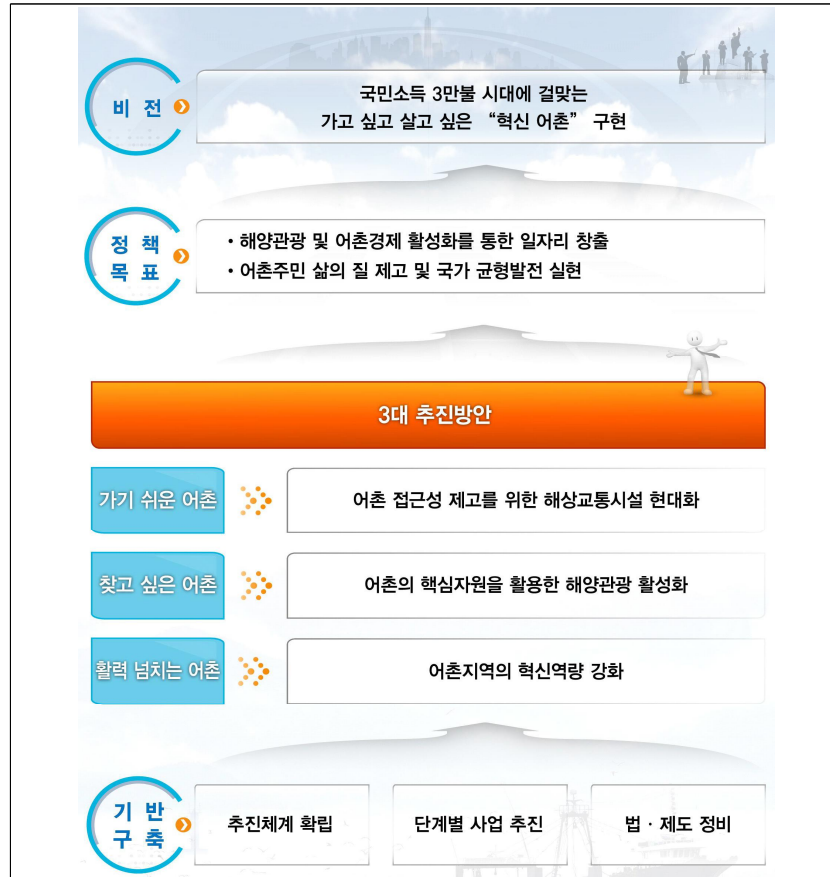 비 전
국민소득 3만불 시대에 걸맞는
가고 싶고 살고 싶은 “혁신 어촌” 구현
정 책
목 표
• 해양관광 및 어촌경제 활성화를 통한 일자리 창출
• 어촌주민 삶의 질 제고 및 국가 균형발전 실현
3대 추진방안
가기 쉬운 어촌
어촌 접근성 제고를 위한 해상교통시설 현대화
찾고 싶은 어촌
어촌의 핵심자원을 활용한 해양관광 활성화
활력 넘치는 어촌
어촌지역의 혁신역량 강화
기 반
구 축
추진체계 확립
단계별 사업 추진
법 · 제도 정비